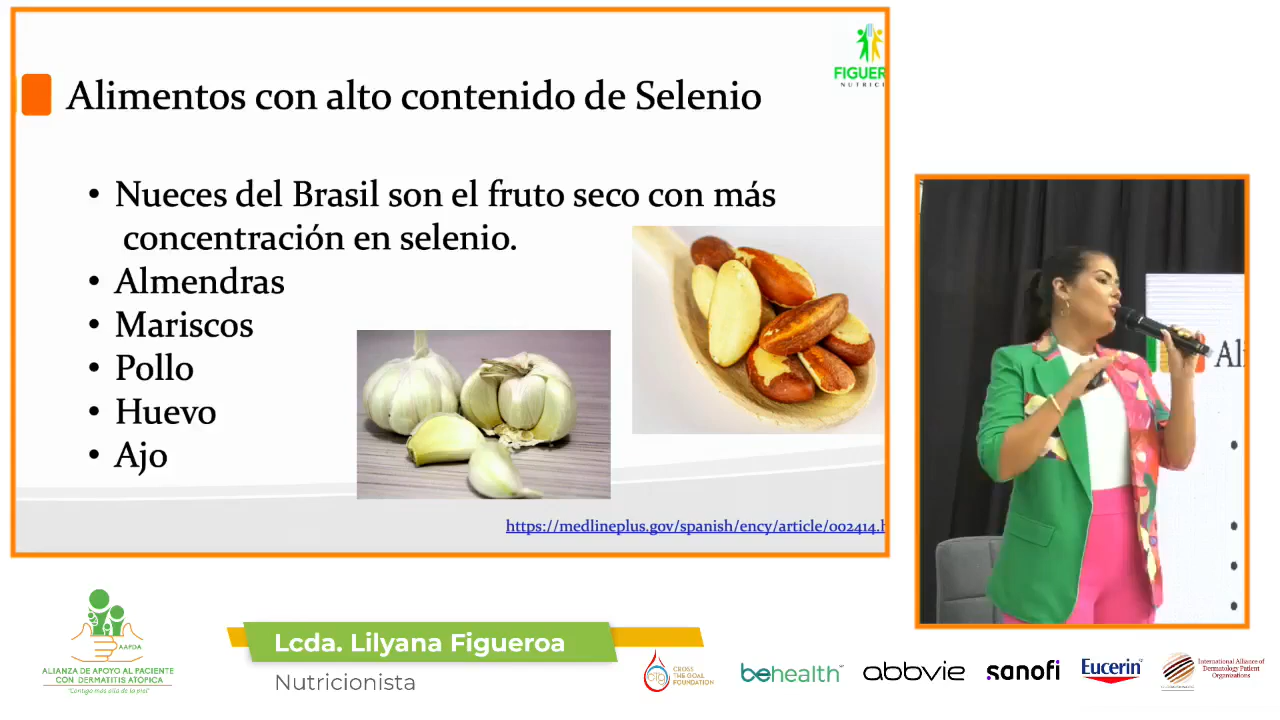 FIGUER
NUTRICI
Alimentos con alto contenido de Selenio
• Nueces del Brasil son el fruto seco con más
concentración en selenio.
• Almendras
• Mariscos
• Pollo
• Huevo
• Ajo
https://medlineplus.gov/spanish/ency/article/002414.h
Ali
AAPDA
ALIANZA DE APOYO AL PACIENTE
CON DERMATITIS ATOPICA
"Contigo más allá de la piel"
Lcda. Lilyana Figueroa
Nutricionista
CROSS
THE GOAL
FOUNDATION
behealth
abbvie
sanofi
Eucerin
International Alliance of
Dermatology Patient
Organizations